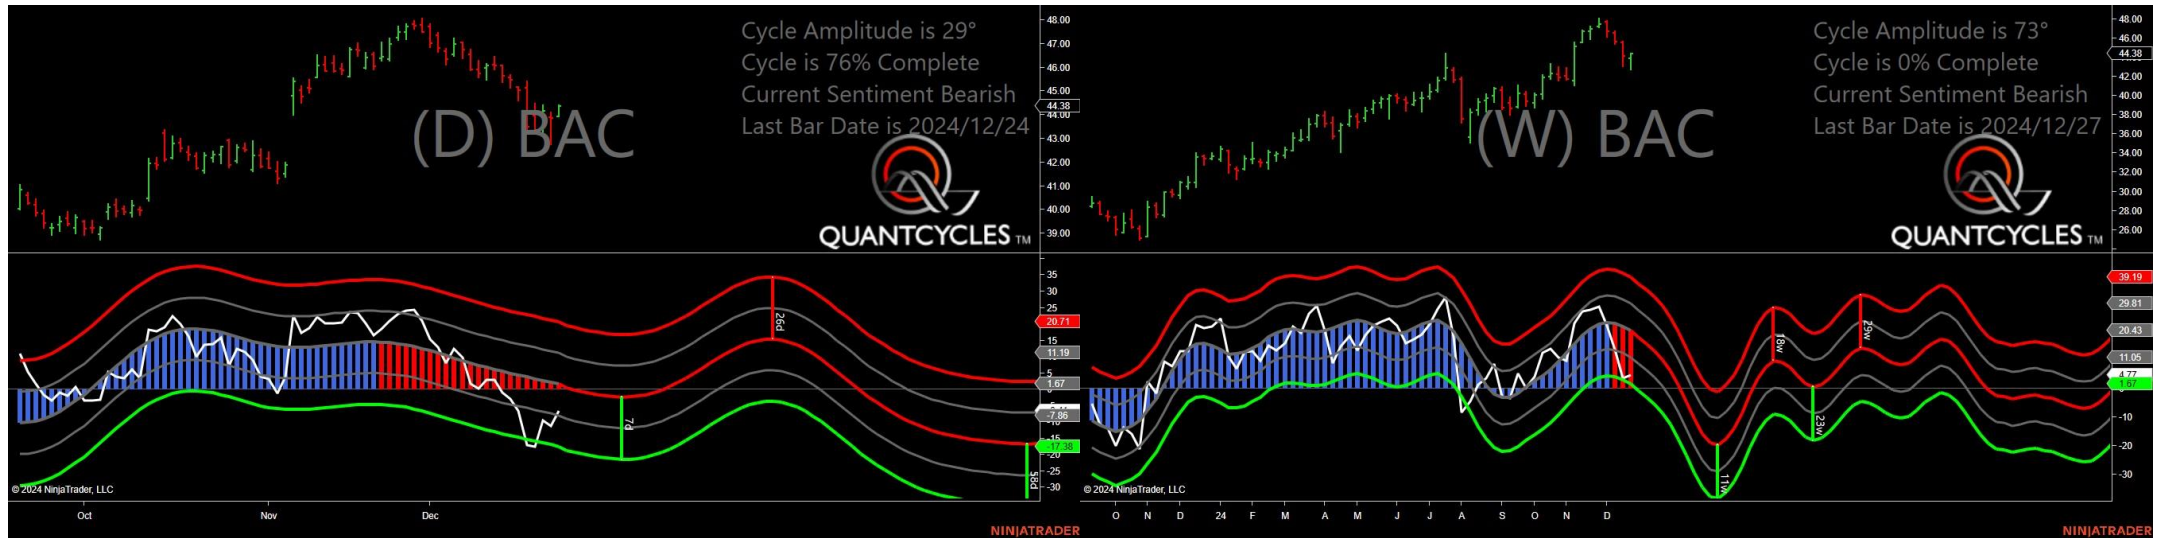 Cycle Amplitude is 29°
Cycle is 76% Complete
Current Sentiment Bearish
Last Bar Date is 2024/12/24
(D) BAC
QUANTCYCLES TM
48.00
47.00
46.00
45.00
44.38
44.00
43.00
42.00
41.00
40.00
39.00
35
30
25
20.71
15
11.19
5
1.67
-7.86
-10
-15
-17.38
-20
-25
-30
26d
7d
58d
© 2024 NinjaTrader, LLC
Oct Nov Dec
NINJATRADER
Cycle Amplitude is 73°
Cycle is 0% Complete
Current Sentiment Bearish
Last Bar Date is 2024/12/27
(W) BAC
QUANTCYCLES TM
48.00
46.00
44.38
42.00
40.00
38.00
36.00
34.00
32.00
30.00
28.00
26.00
39.19
29.81
20.43
11.05
4.77
1.67
-10
-20
-30
18w
29w
23w
11w
© 2024 NinjaTrader, LLC
O N D 24 F M A M J J A S O N D
NINJATRADER